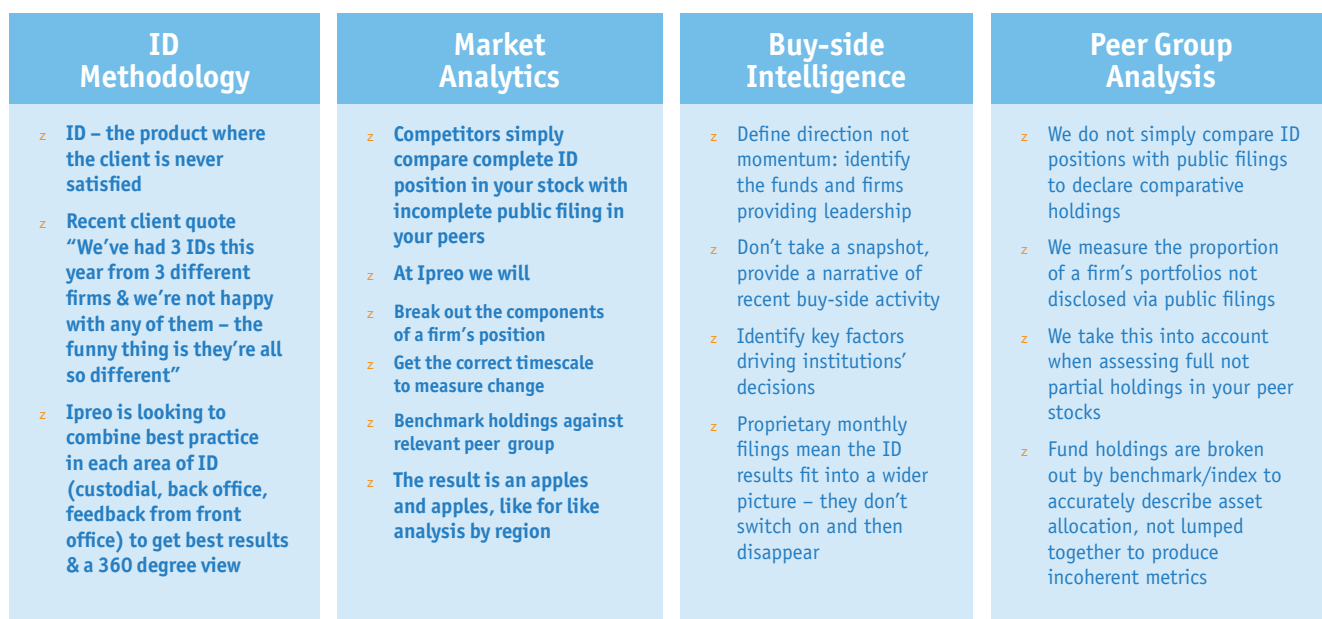 ID
Methodology
z ID – the product where
the client is never
satisfied
z Recent client quote
“We’ve had 3 IDs this
year from 3 different
firms & we’re not happy
with any of them – the
funny thing is they’re all
so different”
z Ipreo is looking to
combine best practice
in each area of ID
(custodial, back office,
feedback from front
office) to get best results
& a 360 degree view
Market
Analytics
z Competitors simply
compare complete ID
position in your stock with
incomplete public filing in
your peers
z At Ipreo we will
z Break out the components
of a firm’s position
z Get the correct timescale
to measure change
z Benchmark holdings against
relevant peer group
z The result is an apples
and apples, like for like
analysis by region
Buy-side
Intelligence
z Define direction not
momentum: identify
the funds and firms
providing leadership
z Don’t take a snapshot,
provide a narrative of
recent buy-side activity
z Identify key factors
driving institutions’
decisions
z Proprietary monthly
filings mean the ID
results fit into a wider
picture – they don’t
switch on and then
disappear
Peer Group
Analysis
z We do not simply compare ID
positions with public filings
to declare comparative
holdings
z We measure the proportion
of a firm’s portfolios not
disclosed via public filings
z We take this into account
when assessing full not
partial holdings in your peer
stocks
z Fund holdings are broken
out by benchmark/index to
accurately describe asset
allocation, not lumped
together to produce
incoherent metrics